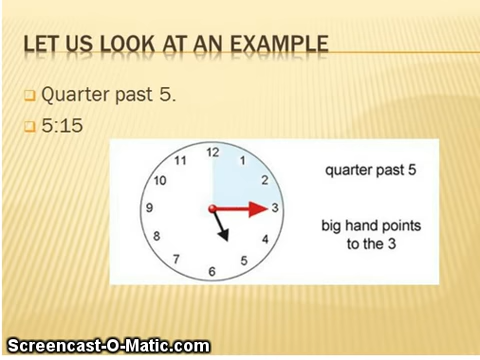 LET US LOOK AT AN EXAMPLE
Quarter past 5.
5:15
12
11 1
10 2
9 3
8 4
7 5
6
quarter past 5
big hand points
to the 3
Screencast-O-Matic.com